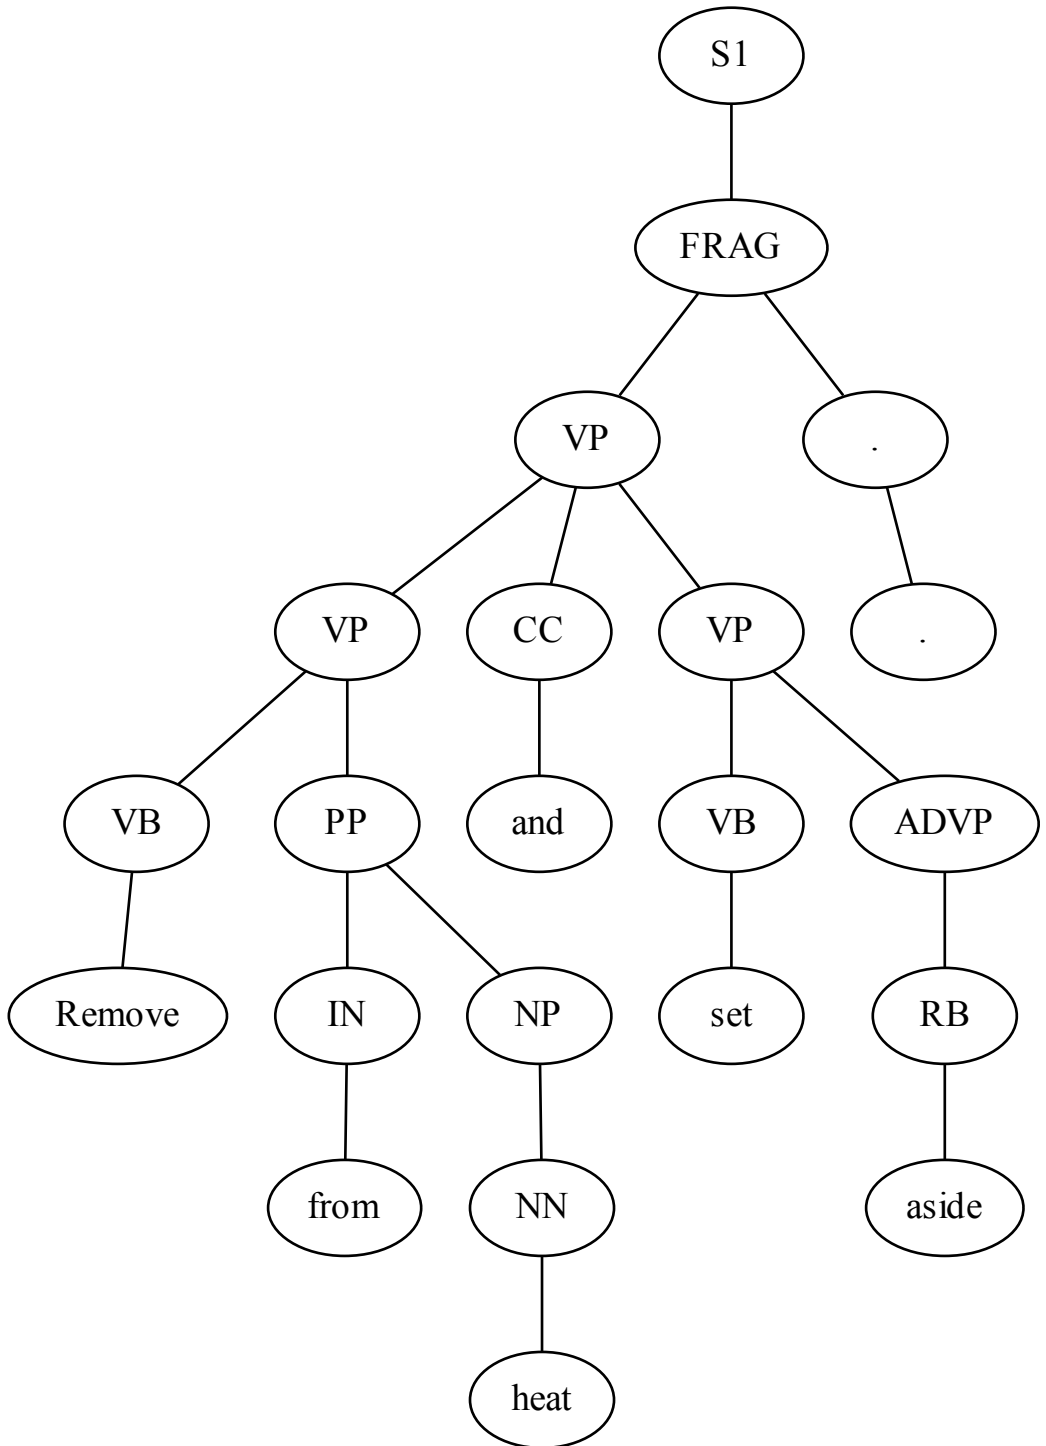 S1
FRAG
VP .
VP CC VP .
VB PP and VB ADVP
Remove IN NP set RB
from NN aside
heat